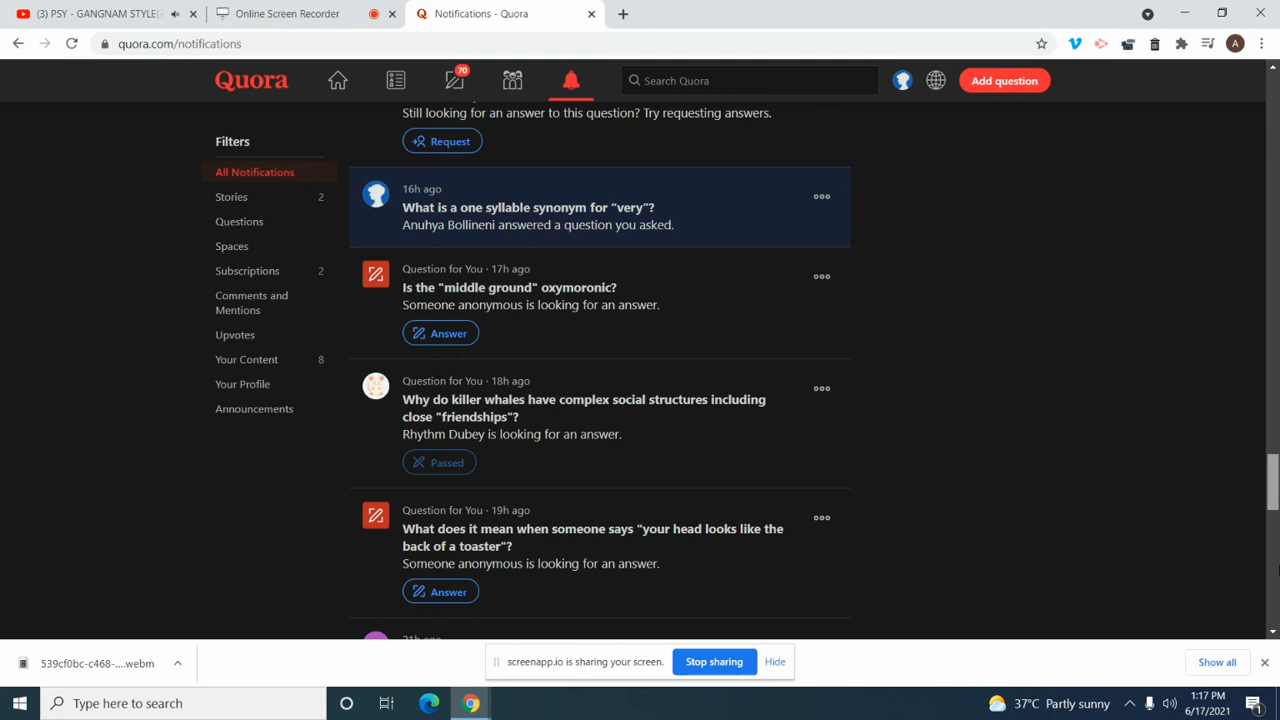 (3) PSY - GANGNAM STYLE(
Online Screen Recorder
Notifications - Quora
quora.com/notifications
A
Quora
70
Search Quora
Add question
Filters
All Notifications
Stories 2
Questions
Spaces
Subscriptions 2
Comments and
Mentions
Upvotes
Your Content 8
Your Profile
Announcements
Still looking for an answer to this question? Try requesting answers.
Request
16h ago
What is a one syllable synonym for “very”?
Anuhya Bollineni answered a question you asked.
Question for You · 17h ago
Is the "middle ground" oxymoronic?
Someone anonymous is looking for an answer.
Answer
Question for You · 18h ago
Why do killer whales have complex social structures including
close "friendships"?
Rhythm Dubey is looking for an answer.
Passed
Question for You · 19h ago
What does it mean when someone says "your head looks like the
back of a toaster"?
Someone anonymous is looking for an answer.
Answer
21h ago
539cf0bc-c468-....webm
screenapp.io is sharing your screen.
Stop sharing
Hide
Show all
Type here to search
37°C Partly sunny
1:17 PM
6/17/2021
1